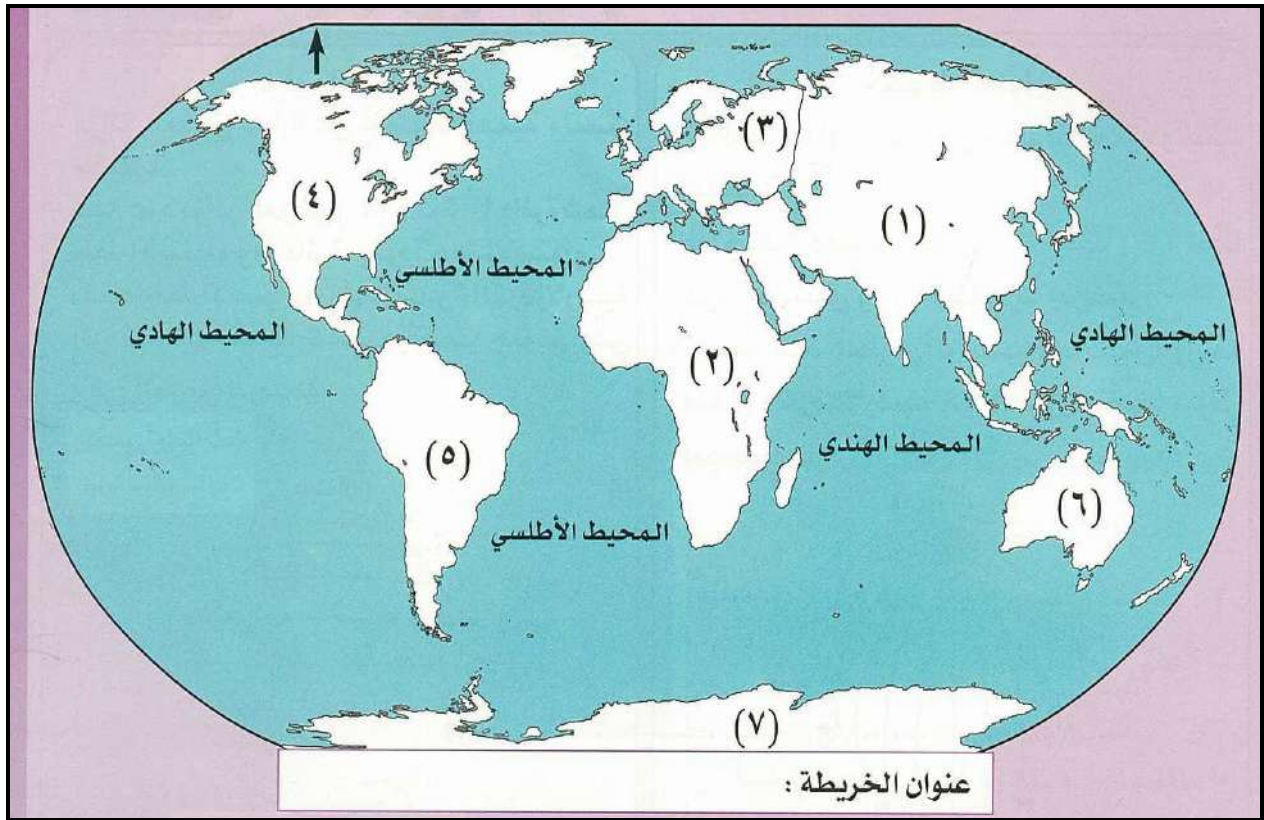 (٣)
(٤)
(١)
المحيط الأطلسي
المحيط الهادي
المحيط الهادي
(٢)
المحيط الهندي
(٥)
(٦)
المحيط الأطلسي
(٧)
عنوان الخريطة :